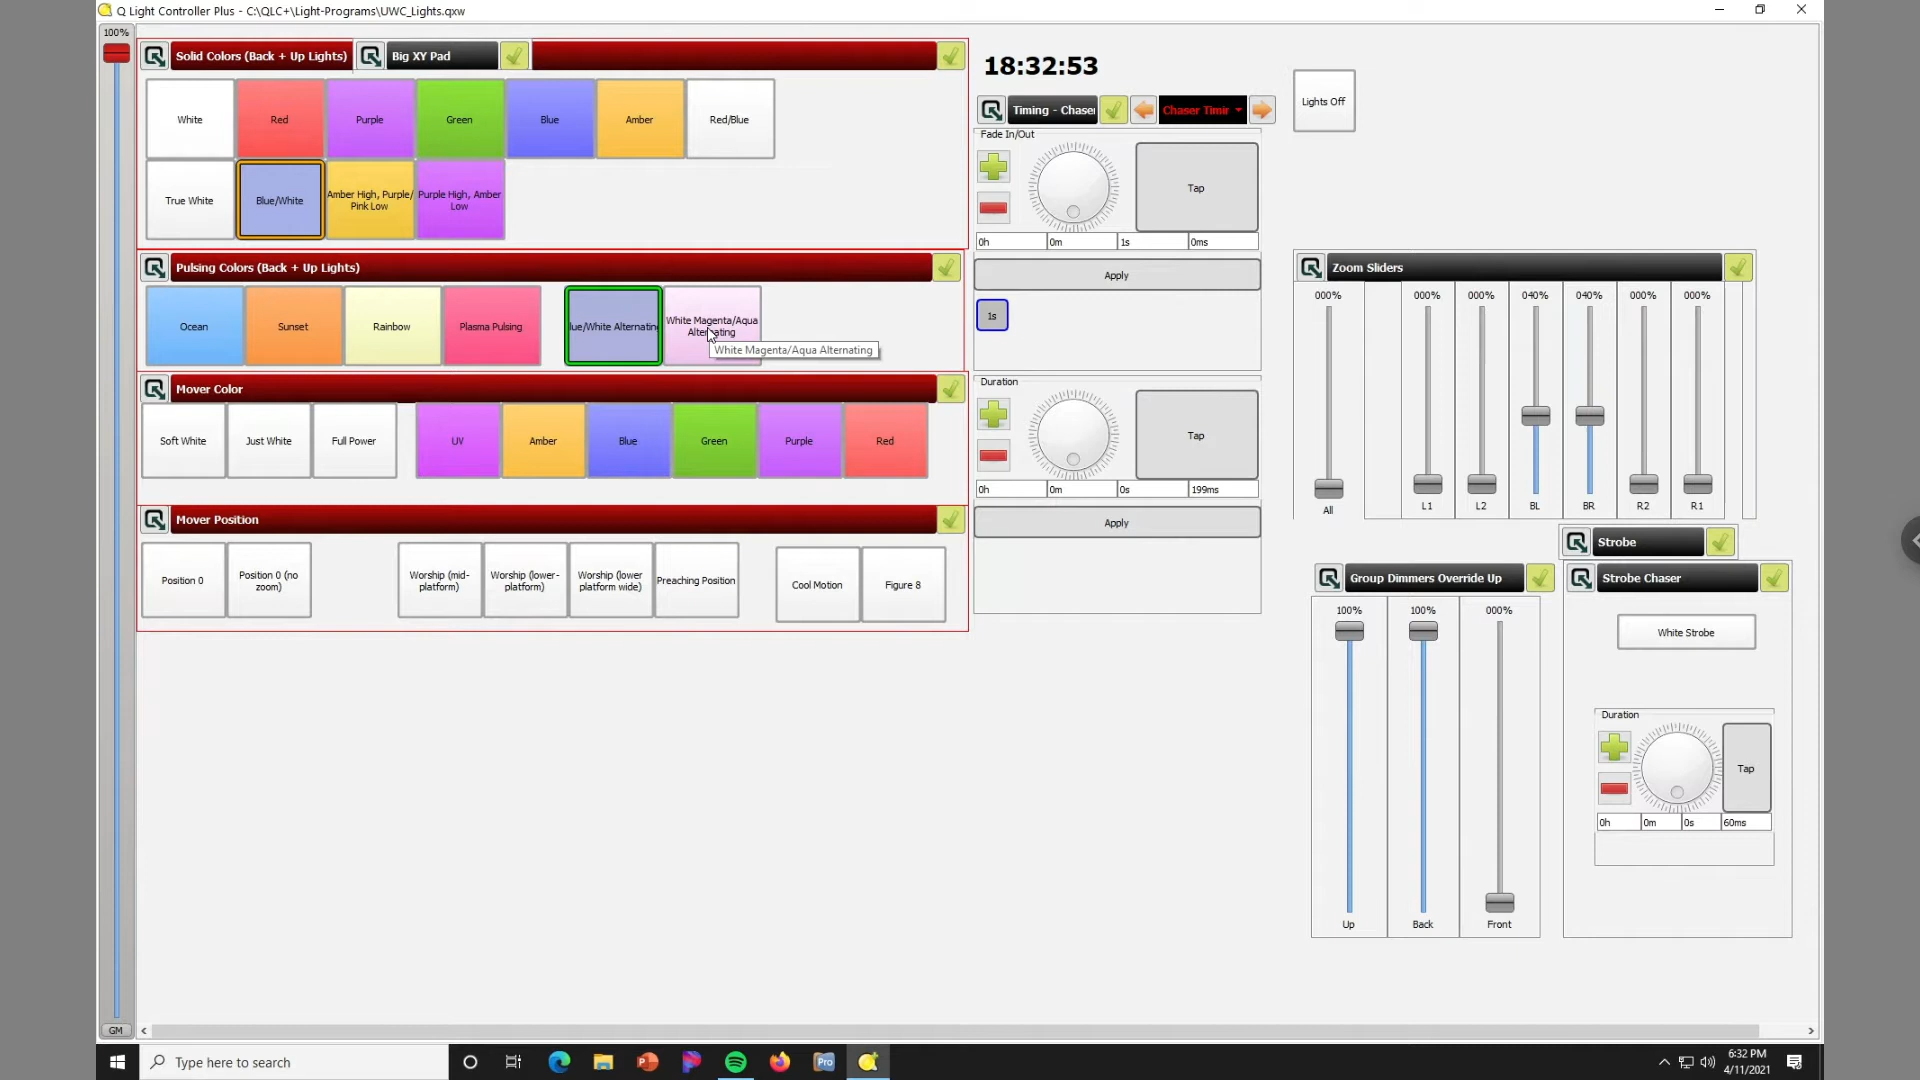 Q Light Controller Plus - C:\QLC+\Light-Programs\UWC_Lights.qxw
100%
Solid Colors (Back + Up Lights)
Big XY Pad
White
Red
Purple
Green
Blue
Amber
Red/Blue
True White
Blue/White
Amber High, Purple/
Pink Low
Purple High, Amber
Low
Pulsing Colors (Back + Up Lights)
Ocean
Sunset
Rainbow
Plasma Pulsing
lue/White Alternatin
White Magenta/Aqua
Alternating
White Magenta/Aqua Alternating
Mover Color
Soft White
Just White
Full Power
UV
Amber
Blue
Green
Purple
Red
Mover Position
Position 0
Position 0 (no
zoom)
Worship (mid-
platform)
Worship (lower-
platform)
Worship (lower
platform wide)
Preaching Position
Cool Motion
Figure 8
GM
18:32:53
Timing - Chaser
Chaser Timir
Fade In/Out
Tap
0h
0m
1s
0ms
Apply
1s
Duration
Tap
0h
0m
0s
199ms
Apply
Lights Off
Zoom Sliders
000%
000%
000%
040%
040%
000%
000%
All
L1
L2
BL
BR
R2
R1
Strobe
Group Dimmers Override Up
100%
100%
000%
Up
Back
Front
Strobe Chaser
White Strobe
Duration
Tap
0h
0m
0s
60ms
Type here to search
Pro
6:32 PM
4/11/2021